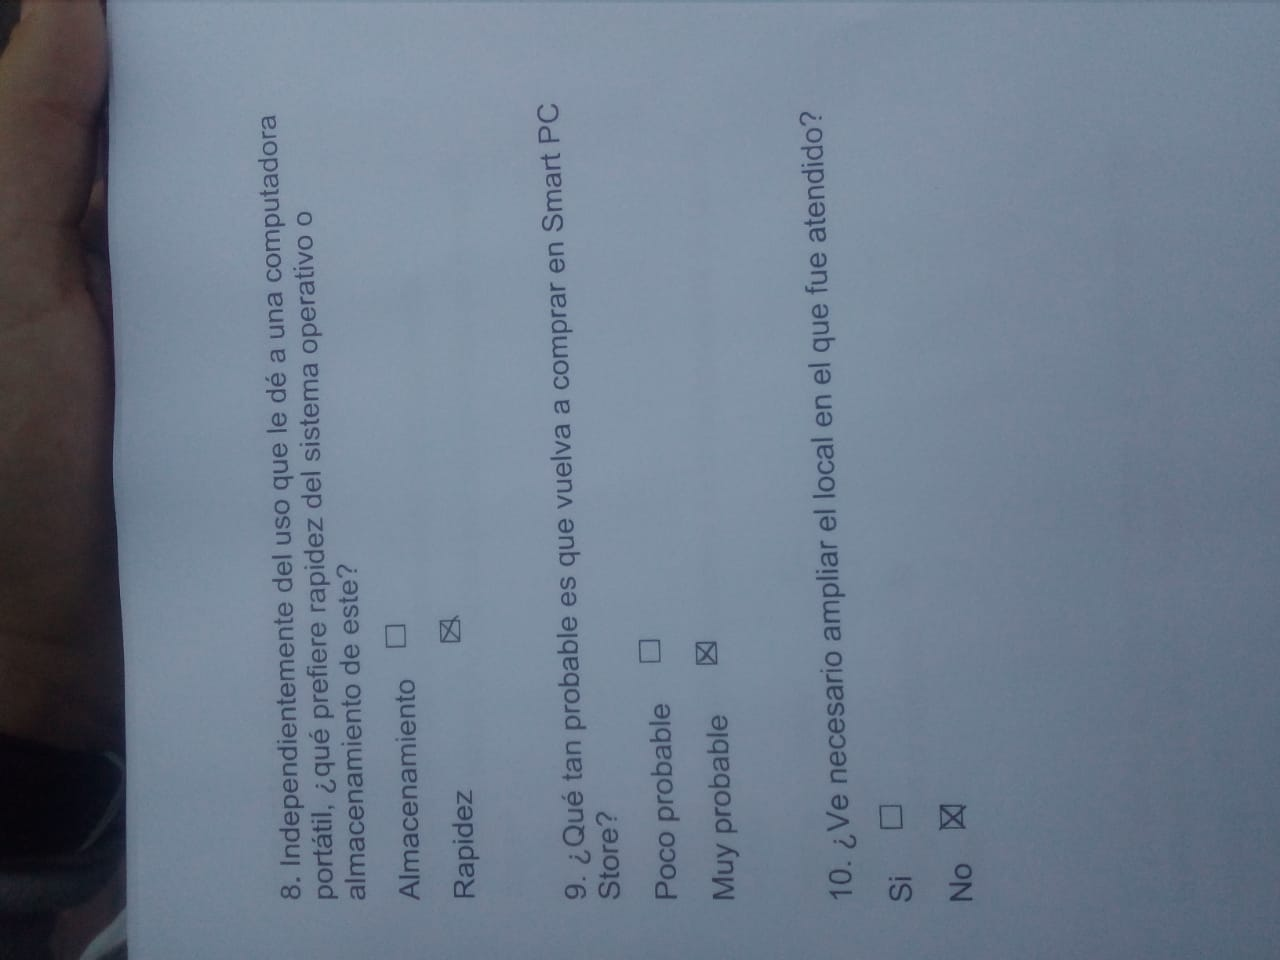 8. Independientemente del uso que le dé a una computadora
portátil, ¿qué prefiere rapidez del sistema operativo o
almacenamiento de este?
Almacenamiento ☐
Rapidez ☒
9. ¿Qué tan probable es que vuelva a comprar en Smart PC
Store?
Poco probable ☐
Muy probable ☒
10. ¿Ve necesario ampliar el local en el que fue atendido?
Si ☐
No ☒